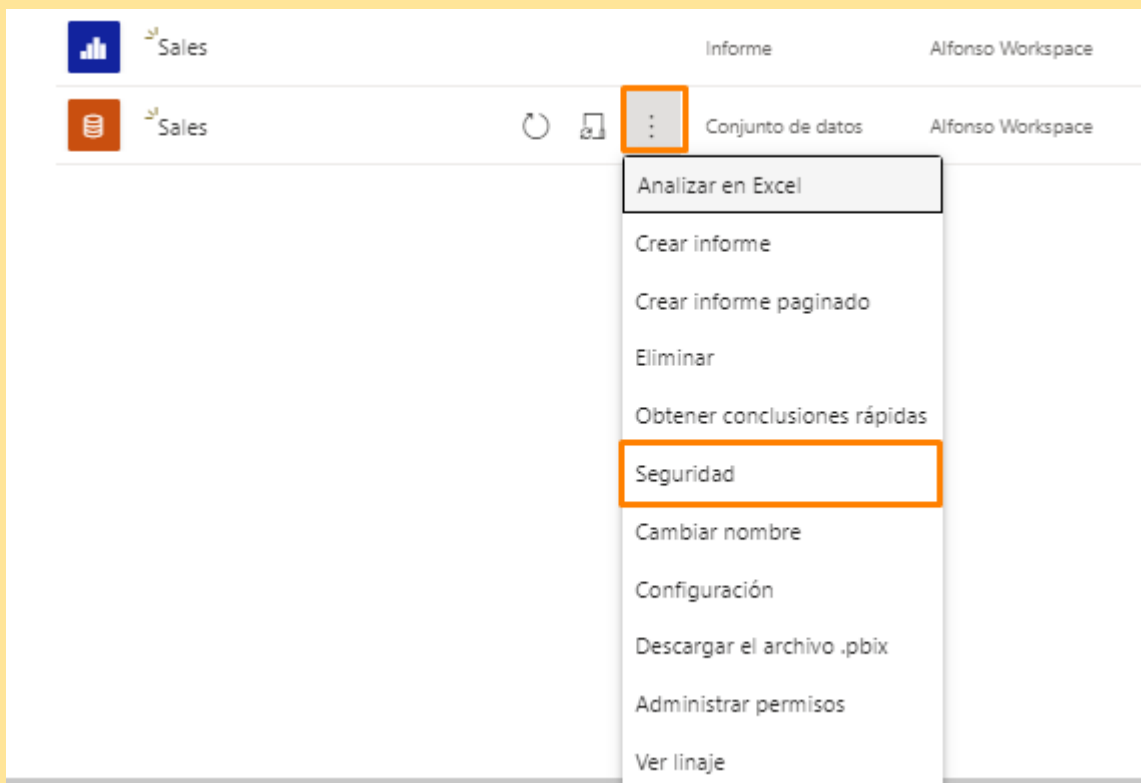 Sales Informe Alfonso Workspace
Sales Conjunto de datos Alfonso Workspace
Analizar en Excel
Crear informe
Crear informe paginado
Eliminar
Obtener conclusiones rápidas
Seguridad
Cambiar nombre
Configuración
Descargar el archivo .pbix
Administrar permisos
Ver linaje